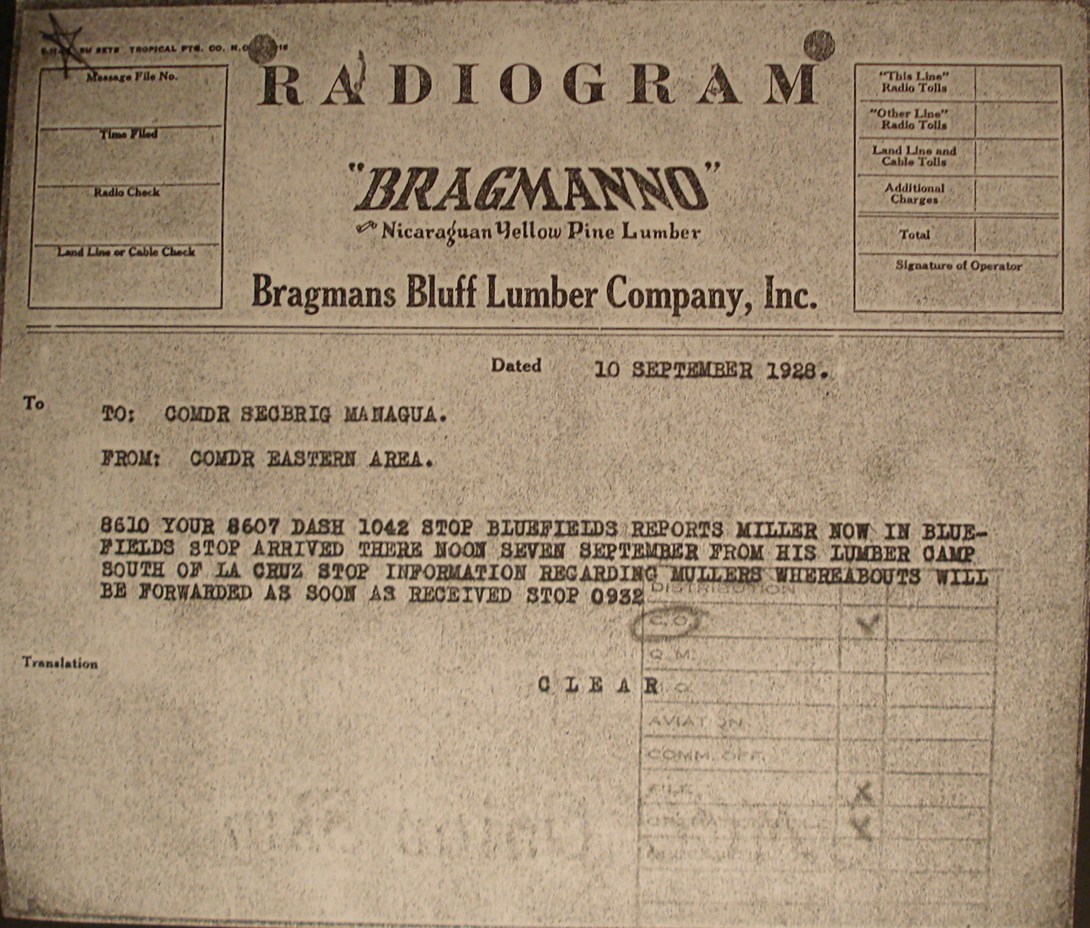 TROPICAL PTG. CO. N.O.
RADIOGRAM
Message File No.
Time Filed
Radio Check
Land Line or Cable Check
"BRAGMANNO"
Nicaraguan Yellow Pine Lumber
Bragmans Bluff Lumber Company, Inc.
"This Line"
Radio Tolls
"Other Line"
Radio Tolls
Land Line and
Cable Tolls
Additional
Charges
Total
Signature of Operator
Dated 10 SEPTEMBER 1928.
To
TO: COMDR SECBRIG MANAGUA.
FROM: COMDR EASTERN AREA.
8610 YOUR 8607 DASH 1042 STOP BLUEFIELDS REPORTS MILLER NOW IN BLUE-
FIELDS STOP ARRIVED THERE NOON SEVEN SEPTEMBER FROM HIS LUMBER CAMP
SOUTH OF LA CRUZ STOP INFORMATION REGARDING MULLERS WHEREABOUTS WILL
BE FORWARDED AS SOON AS RECEIVED STOP 0932
DISTRIBUTION
C.O.
Q.M.
Translation
CLEAR
AVIATION
COMM. OFF.
FILE